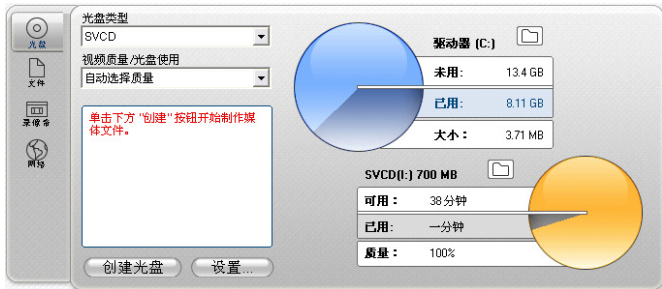 光盘
文件
录像带
网络
光盘类型
SVCD
视频质量/光盘使用
自动选择质量
单击下方 "创建" 按钮开始制作媒
体文件。
创建光盘
设置...
驱动器 (C:)
未用: 13.4 GB
已用: 8.11 GB
大小: 3.71 MB
SVCD(I:) 700 MB
可用: 38分钟
已用: 一分钟
质量: 100%